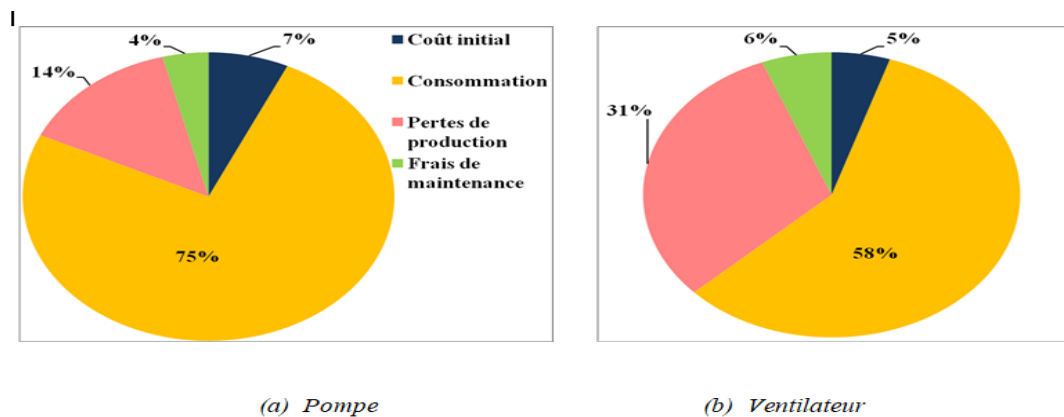 I
4%
7%
14%
75%
Coût initial
Consommation
Pertes de
production
Frais de
maintenance
6%
5%
31%
58%
(a) Pompe
(b) Ventilateur